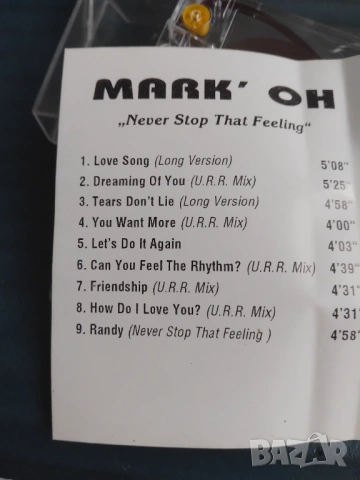 MARK' OH
„Never Stop That Feeling“
1. Love Song (Long Version) 5'08"
2. Dreaming Of You (U.R.R. Mix) 5'25"
3. Tears Don't Lie (Long Version) 4'58"
4. You Want More (U.R.R. Mix) 4'00"
5. Let's Do It Again 4'03"
6. Can You Feel The Rhythm? (U.R.R. Mix) 4'39"
7. Friendship (U.R.R. Mix) 4'31"
8. How Do I Love You? (U.R.R. Mix) 4'31"
9. Randy (Never Stop That Feeling ) 4'58"
BAZAR
bg